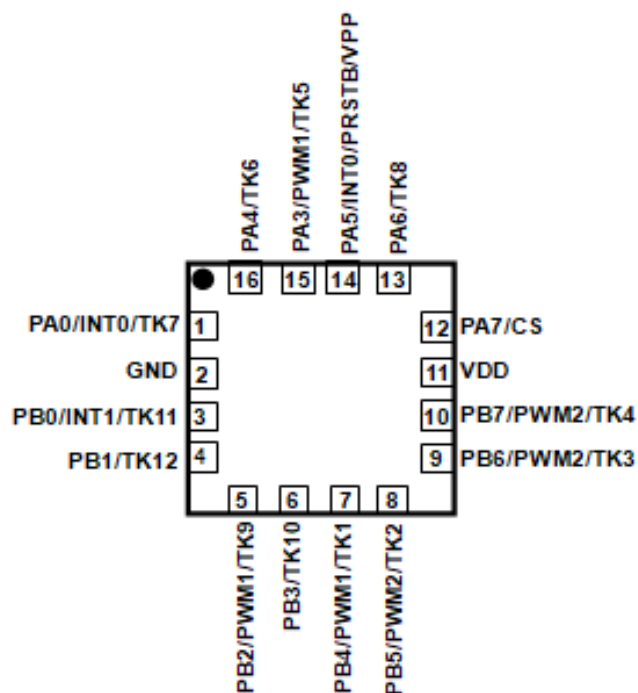 PA4/TK6
PA3/PWM1/TK5
PA5/INT0/PRSTB/VPP
PA6/TK8
16
15
14
13
PA0/INT0/TK7
1
12
PA7/CS
GND
2
11
VDD
PB0/INT1/TK11
3
10
PB7/PWM2/TK4
PB1/TK12
4
9
PB6/PWM2/TK3
5
6
7
8
PB2/PWM1/TK9
PB3/TK10
PB4/PWM1/TK1
PB5/PWM2/TK2